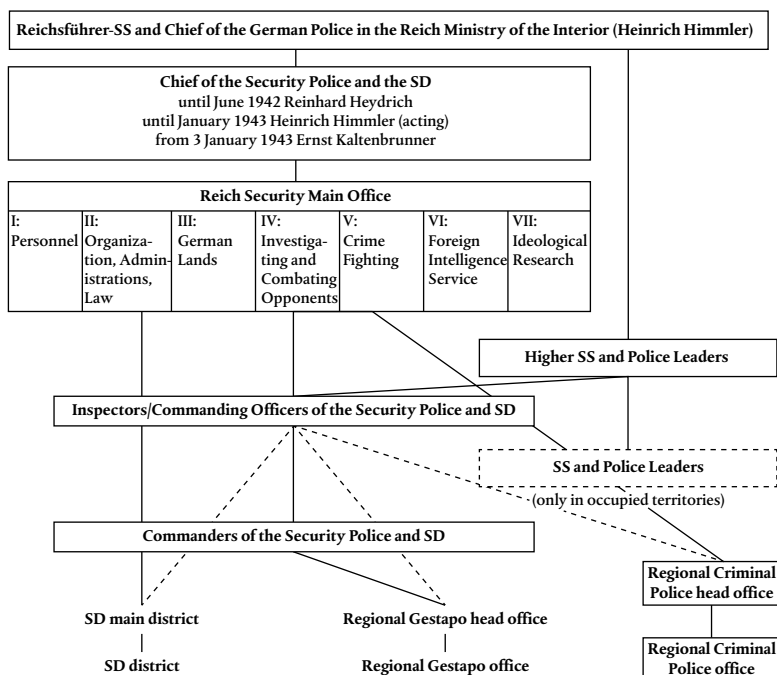 Reichsführer-SS and Chief of the German Police in the Reich Ministry of the Interior (Heinrich Himmler)
Chief of the Security Police and the SD
until June 1942 Reinhard Heydrich
until January 1943 Heinrich Himmler (acting)
from 3 January 1943 Ernst Kaltenbrunner
Reich Security Main Office
I:
Personnel
II:
Organiza-
tion, Admin-
istrations,
Law
III:
German
Lands
IV:
Investiga-
ting and
Combating
Opponents
V:
Crime
Fighting
VI:
Foreign
Intelligence
Service
VII:
Ideological
Research
Higher SS and Police Leaders
Inspectors/Commanding Officers of the Security Police and SD
SS and Police Leaders
(only in occupied territories)
Commanders of the Security Police and SD
Regional Criminal
Police head office
SD main district
Regional Gestapo head office
SD district
Regional Gestapo office
Regional Criminal
Police office